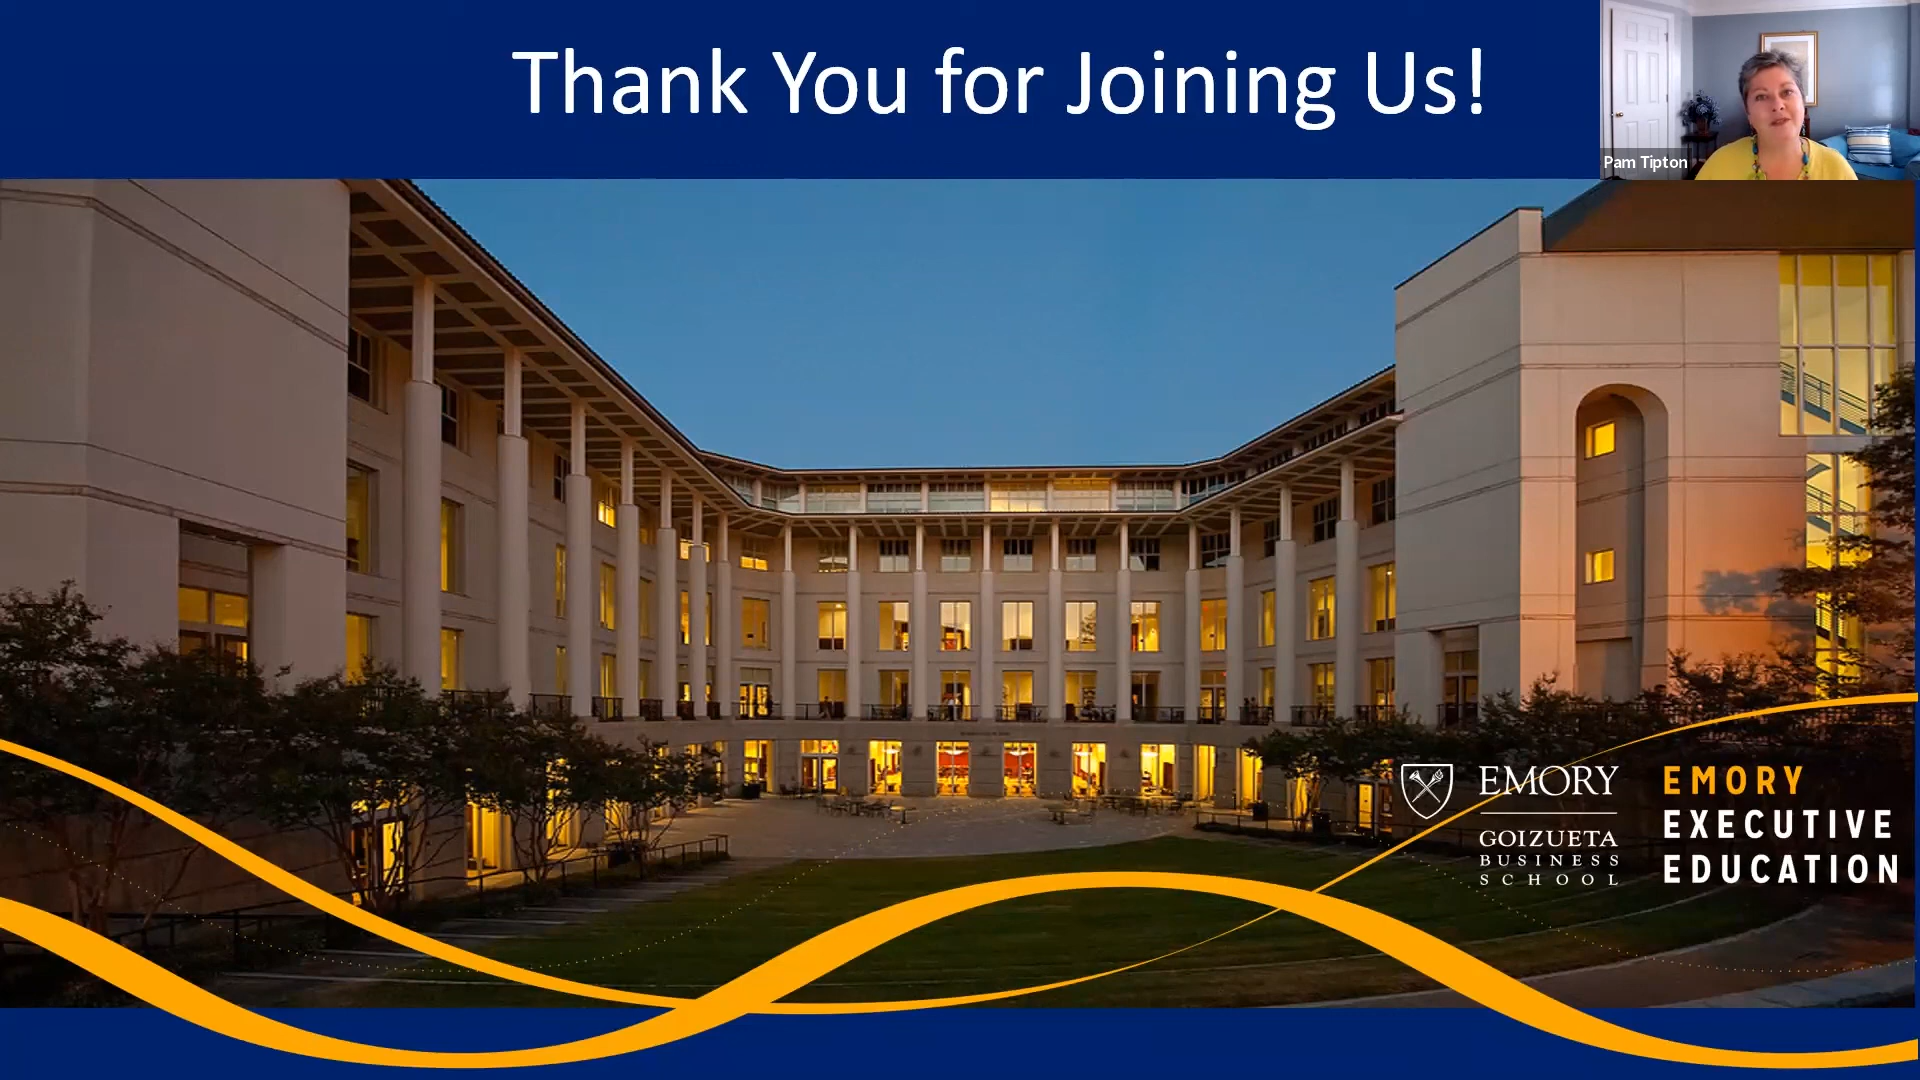 Thank You for Joining Us!
Pam Tipton
EMORY
GOIZUETA
BUSINESS
SCHOOL
EMORY
EXECUTIVE
EDUCATION